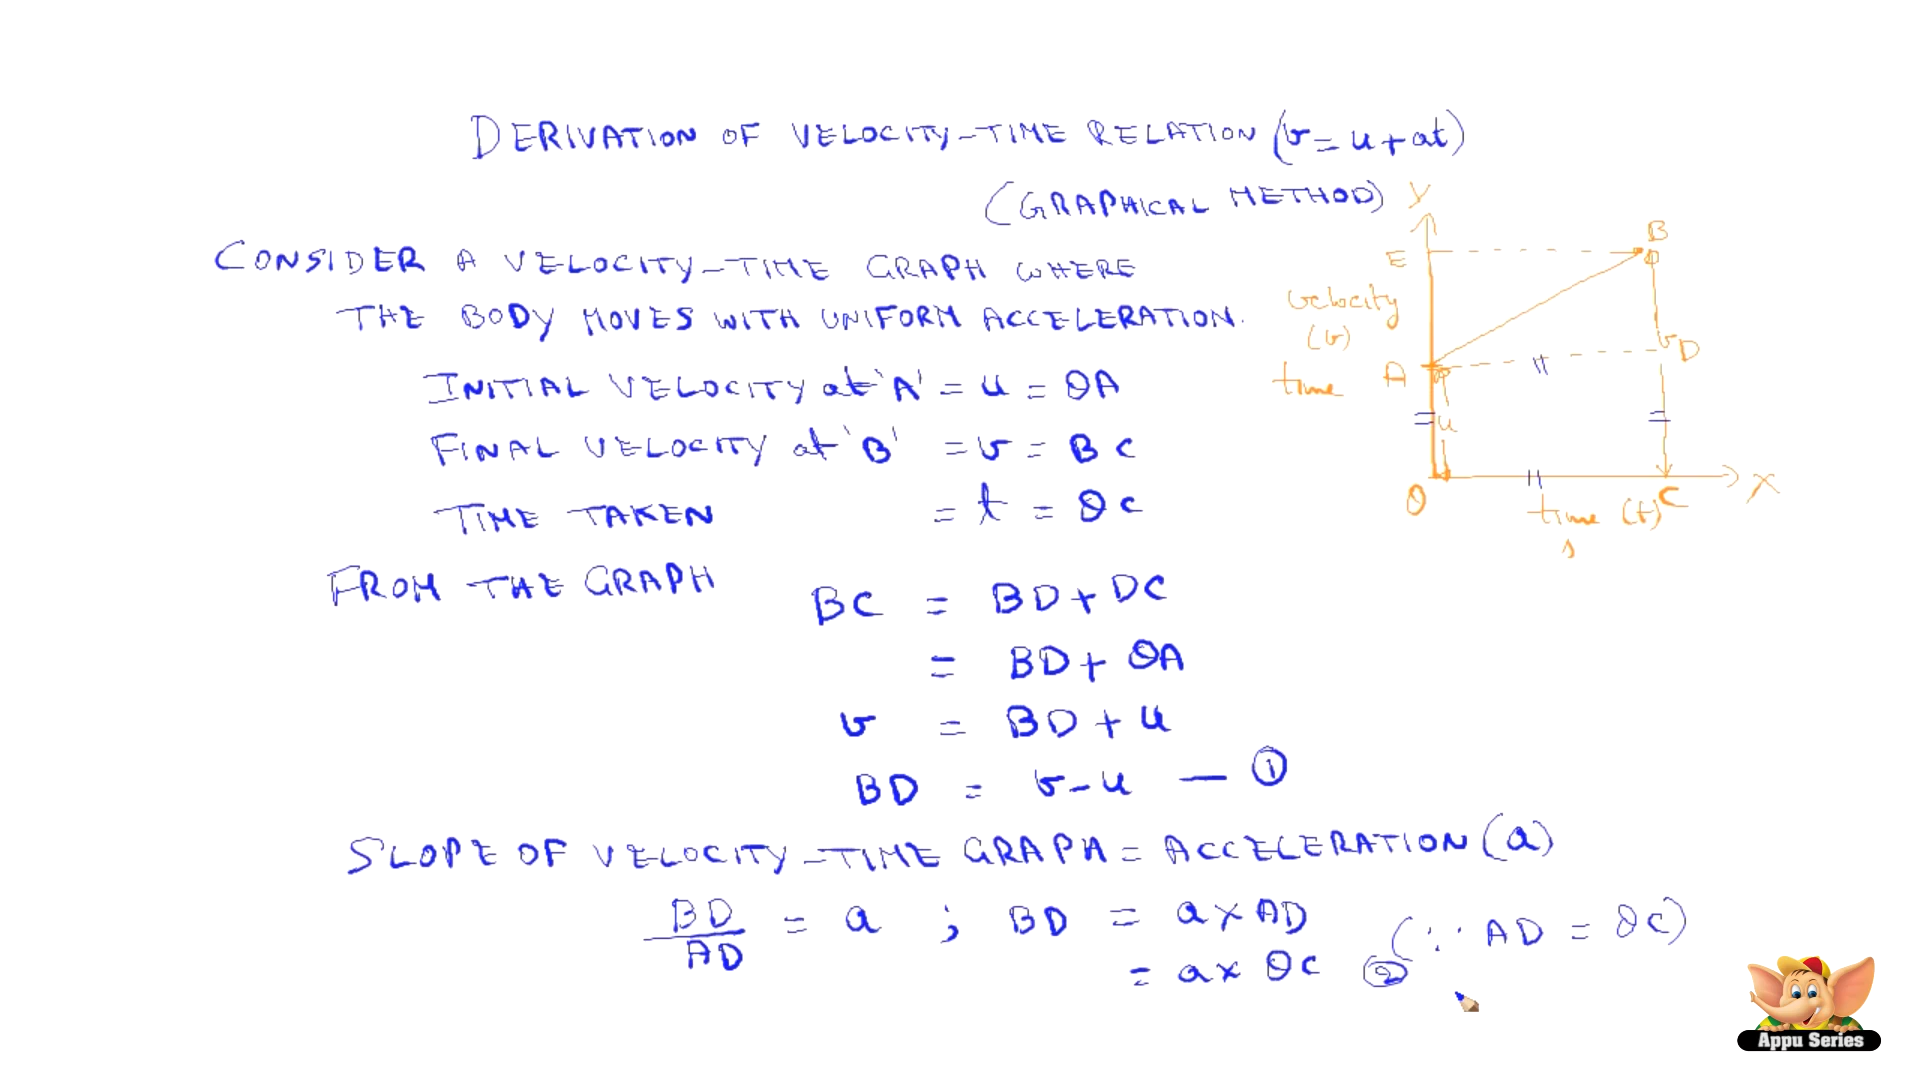 DERIVATION OF VELOCITY-TIME RELATION (v = u + at)
(GRAPHICAL METHOD)
CONSIDER A VELOCITY-TIME GRAPH WHERE
THE BODY MOVES WITH UNIFORM ACCELERATION.
INITIAL VELOCITY at 'A' = u = OA
FINAL VELOCITY at 'B' = v = BC
TIME TAKEN = t = OC
FROM THE GRAPH
BC = BD + DC
= BD + OA
v = BD + u
BD = v - u — ①
SLOPE OF VELOCITY-TIME GRAPH = ACCELERATION (a)
BD/AD = a ; BD = a × AD
= a × OC ② (∵ AD = OC)
Y
B
E
velocity
(v)
v D
time A
u
O C X
time (t)
s
Appu Series